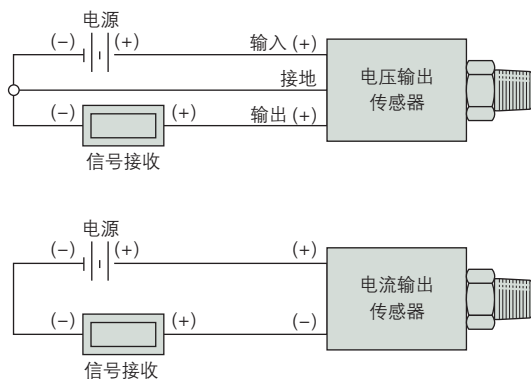 电源
(−) (+) 输入 (+)
接地
电压输出
传感器
(−) (+) 输出 (+)
信号接收
电源
(−) (+) (+)
电流输出
传感器
(−) (+) (−)
信号接收